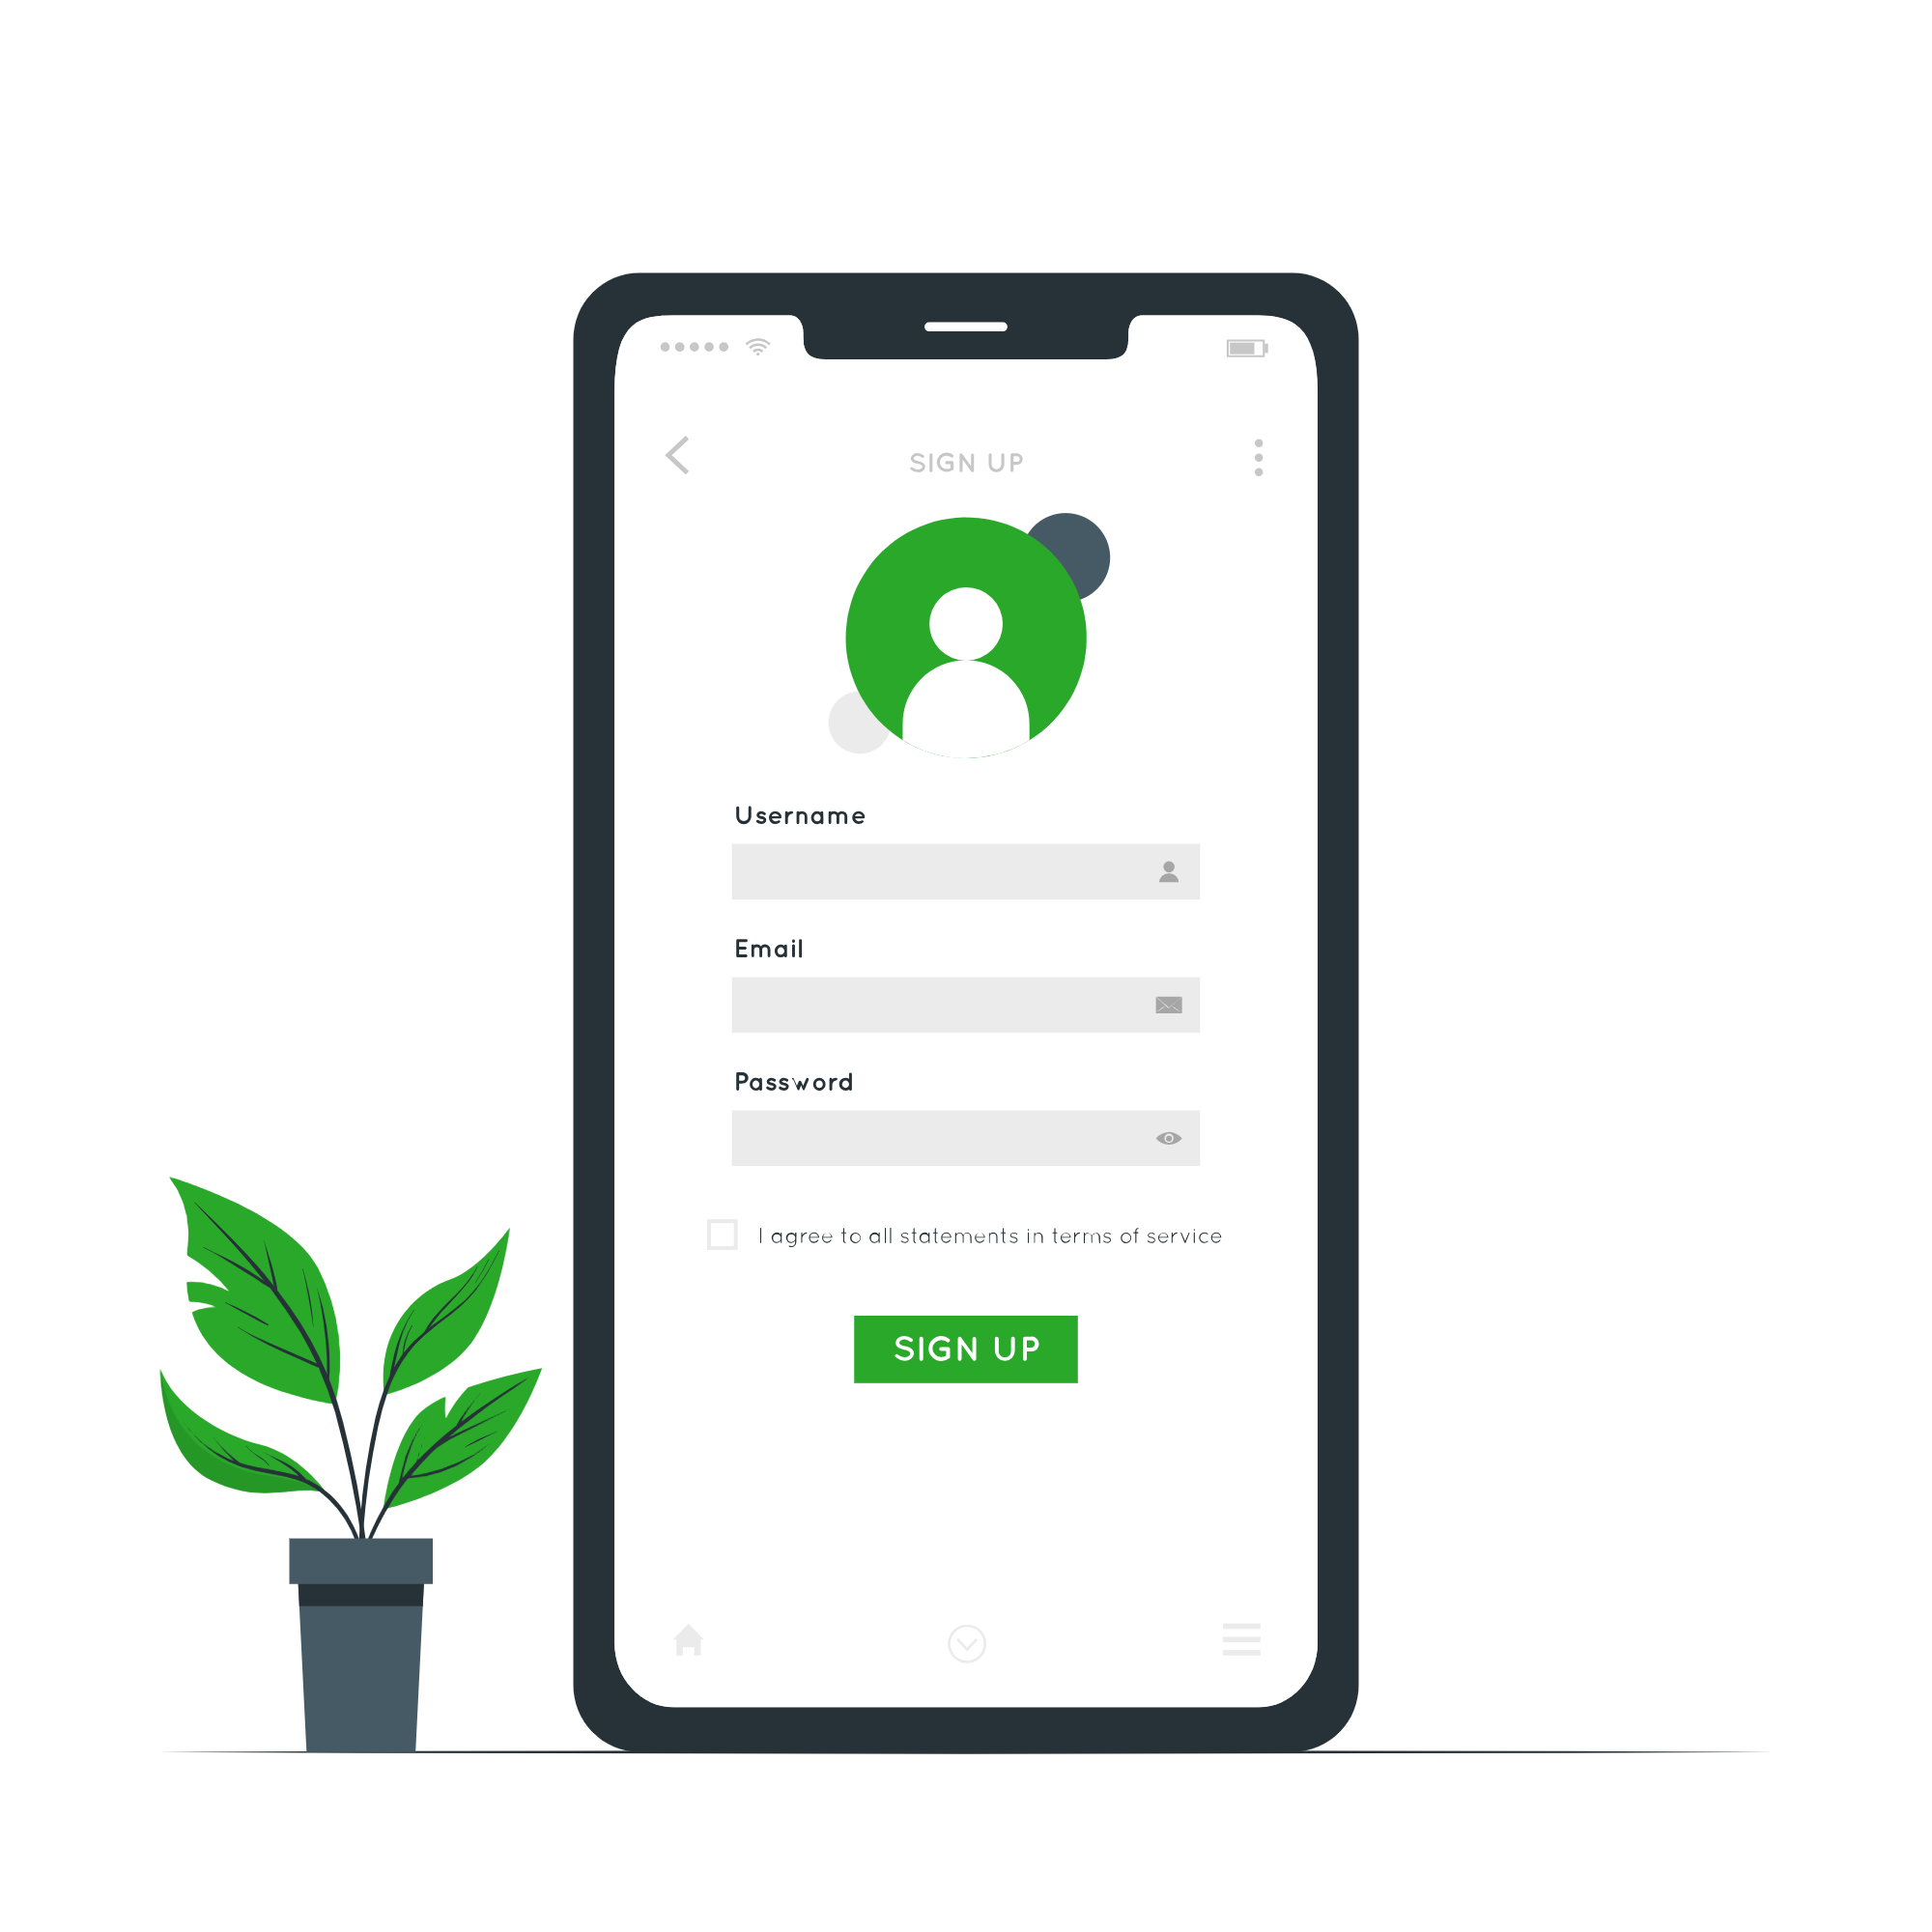 SIGN UP
Username
Email
Password
I agree to all statements in terms of service
SIGN UP